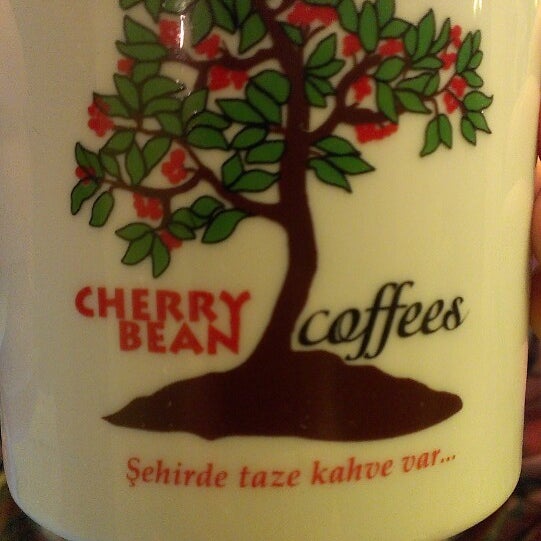 CHERRY BEAN
coffees
Şehirde taze kahve var...